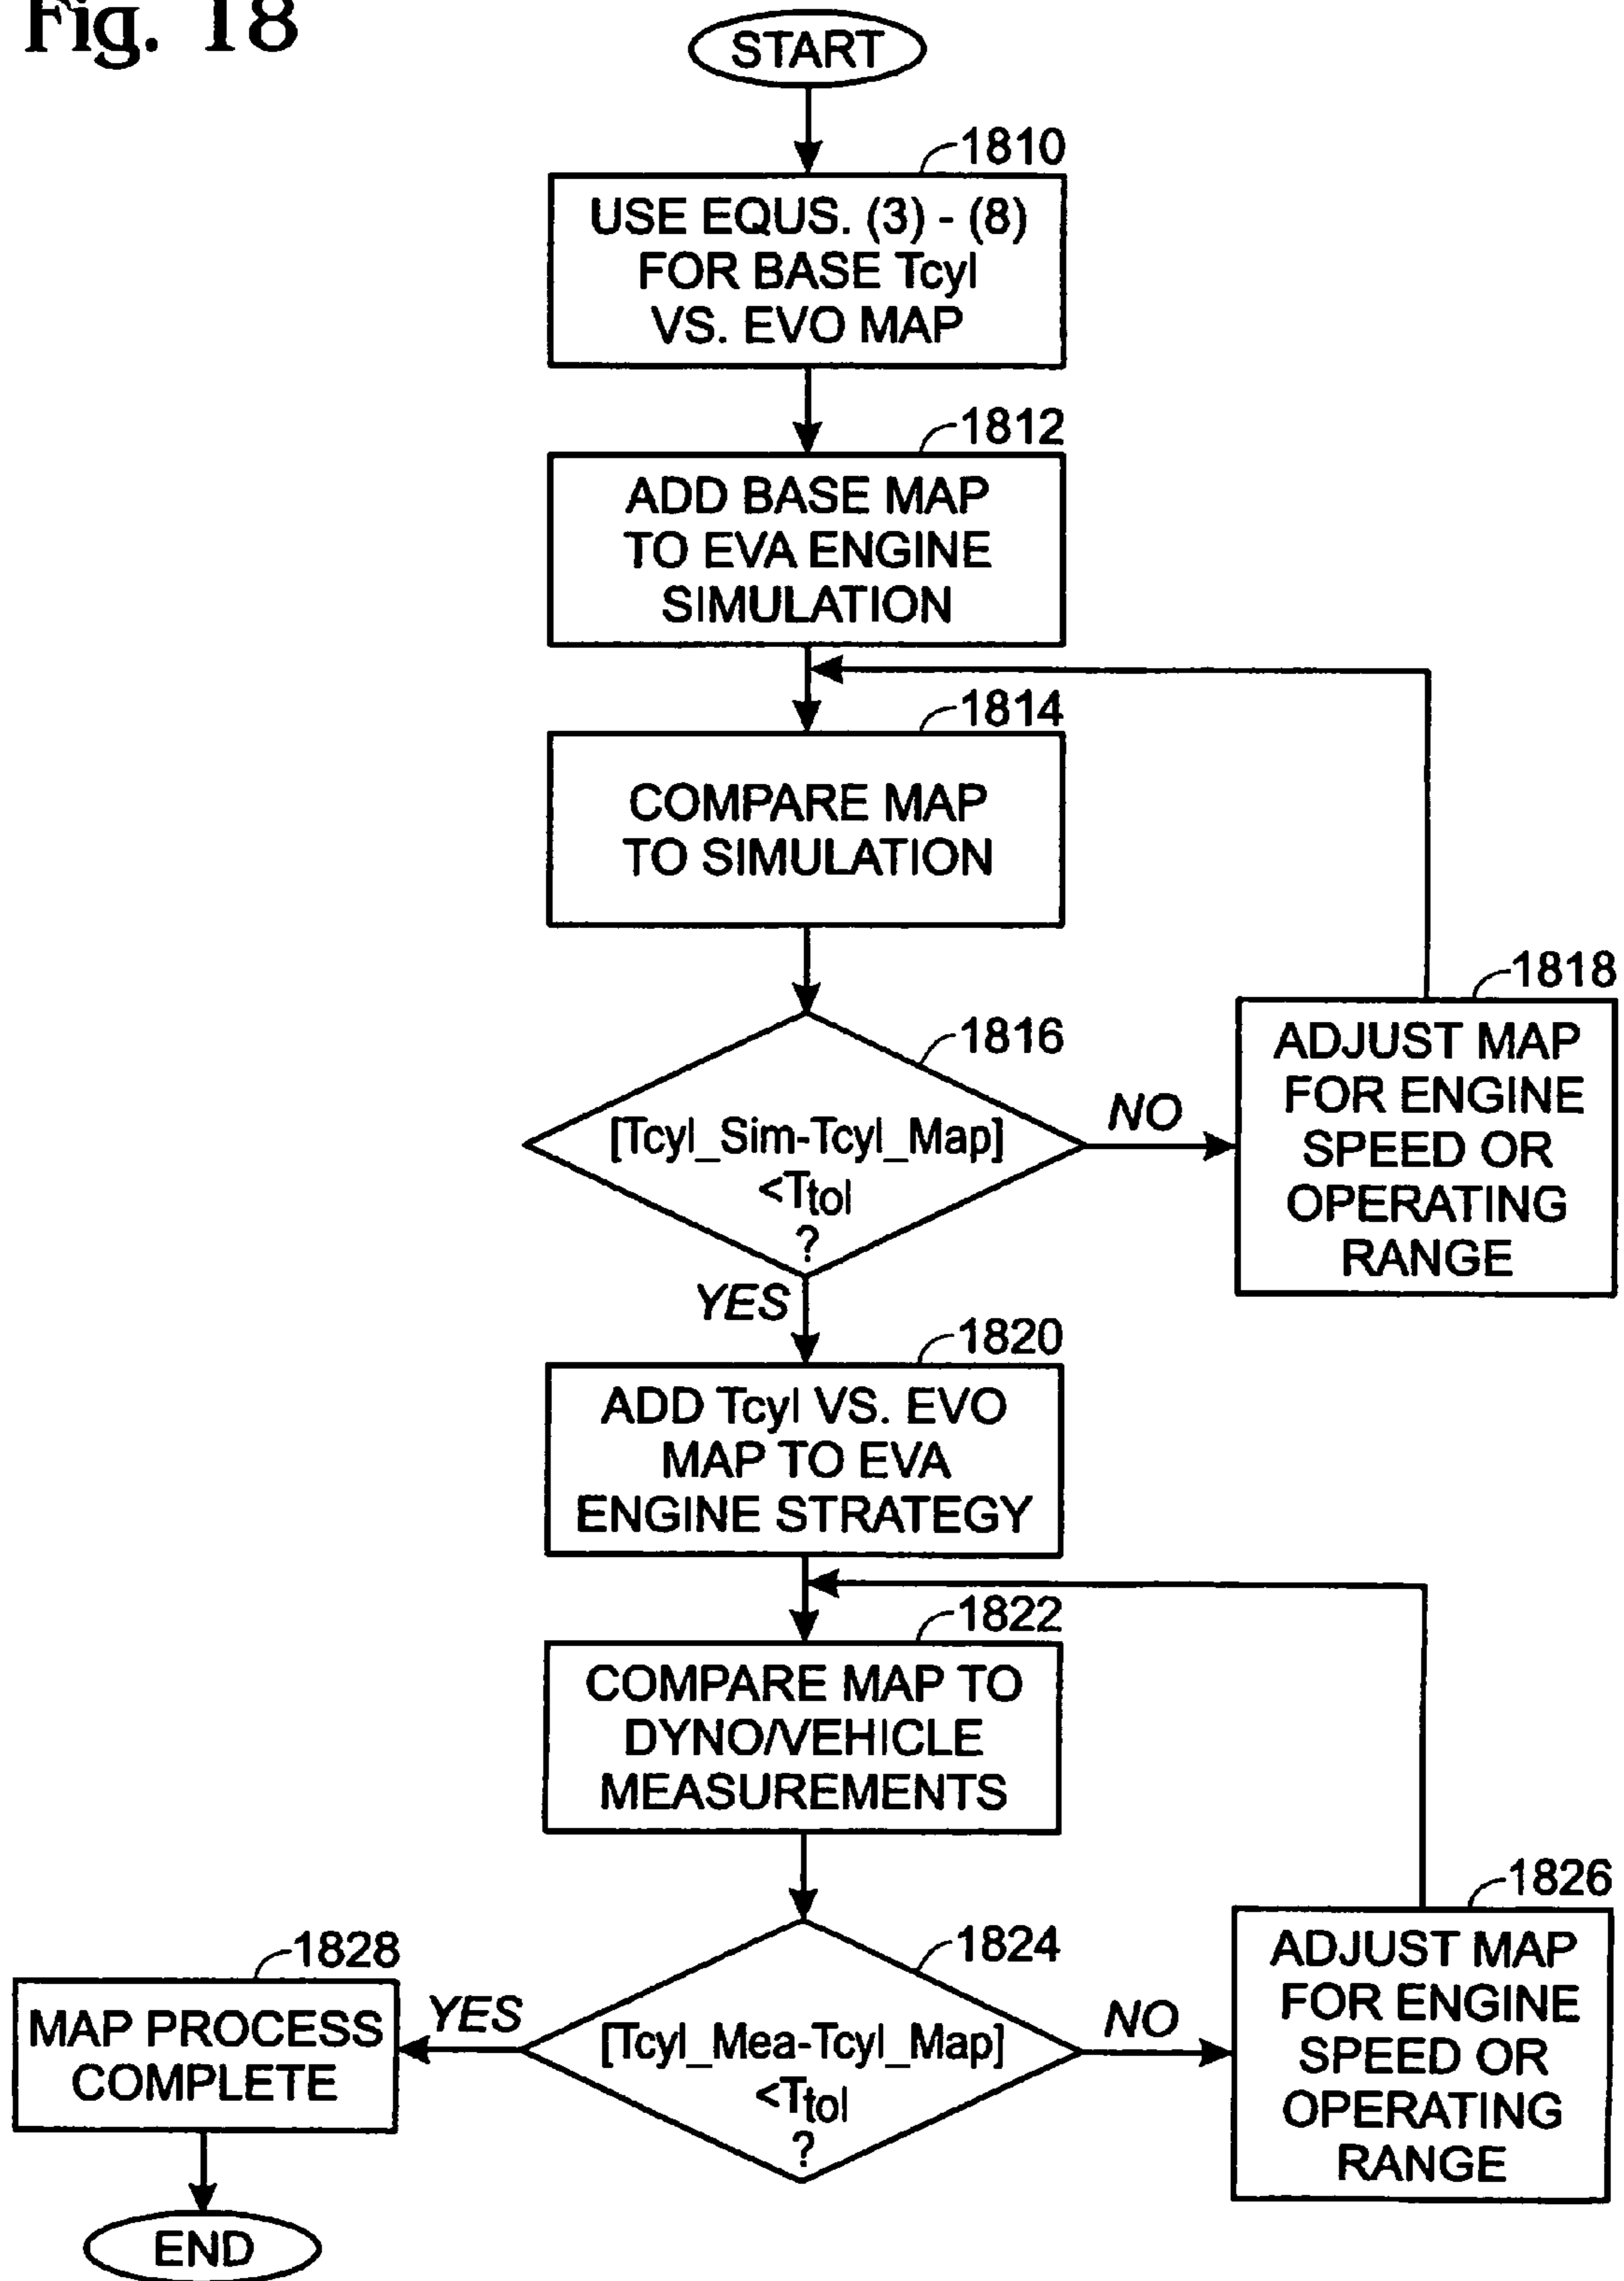 Fig. 18
START
1810
USE EQUS. (3) - (8)
FOR BASE Tcyl
VS. EVO MAP
1812
ADD BASE MAP
TO EVA ENGINE
SIMULATION
1814
COMPARE MAP
TO SIMULATION
1816
[Tcyl_Sim-Tcyl_Map]
<Ttol
?
NO
1818
ADJUST MAP
FOR ENGINE
SPEED OR
OPERATING
RANGE
YES
1820
ADD Tcyl VS. EVO
MAP TO EVA
ENGINE STRATEGY
1822
COMPARE MAP TO
DYNO/VEHICLE
MEASUREMENTS
1824
[Tcyl_Mea-Tcyl_Map]
<Ttol
?
NO
1826
ADJUST MAP
FOR ENGINE
SPEED OR
OPERATING
RANGE
YES
1828
MAP PROCESS
COMPLETE
END